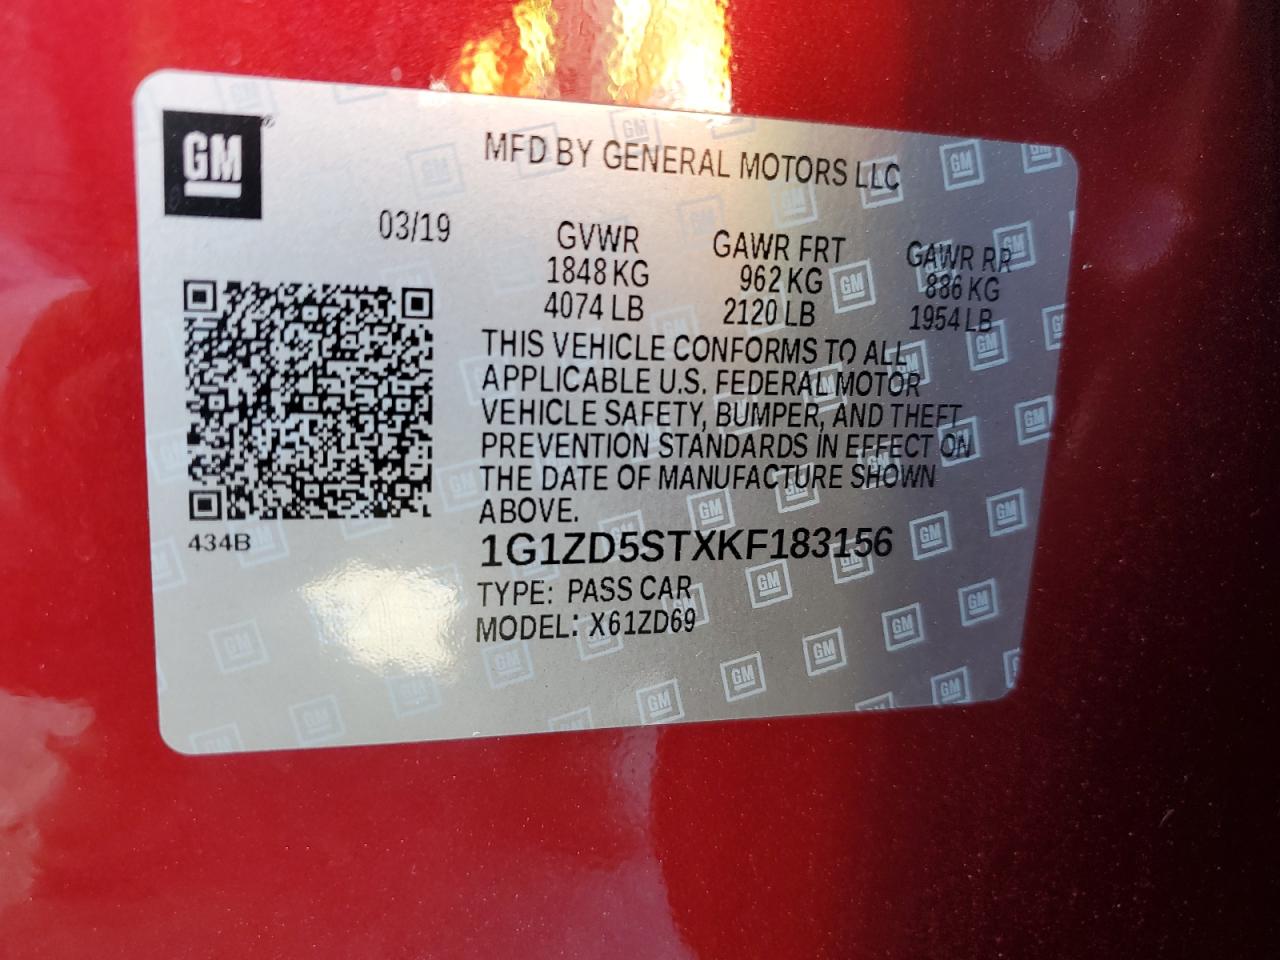 GM
MFD BY GENERAL MOTORS LLC
03/19
GVWR GAWR FRT GAWR RR
1848 KG 962 KG 886 KG
4074 LB 2120 LB 1954 LB
THIS VEHICLE CONFORMS TO ALL
APPLICABLE U.S. FEDERAL MOTOR
VEHICLE SAFETY, BUMPER, AND THEFT
PREVENTION STANDARDS IN EFFECT ON
THE DATE OF MANUFACTURE SHOWN
ABOVE.
434B
1G1ZD5STXKF183156
TYPE: PASS CAR
MODEL: X61ZD69